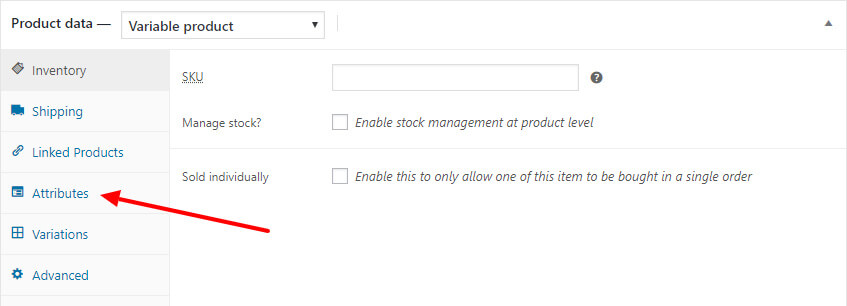 Product data — Variable product
Inventory
Shipping
Linked Products
Attributes
Variations
Advanced
SKU
Manage stock? Enable stock management at product level
Sold individually Enable this to only allow one of this item to be bought in a single order